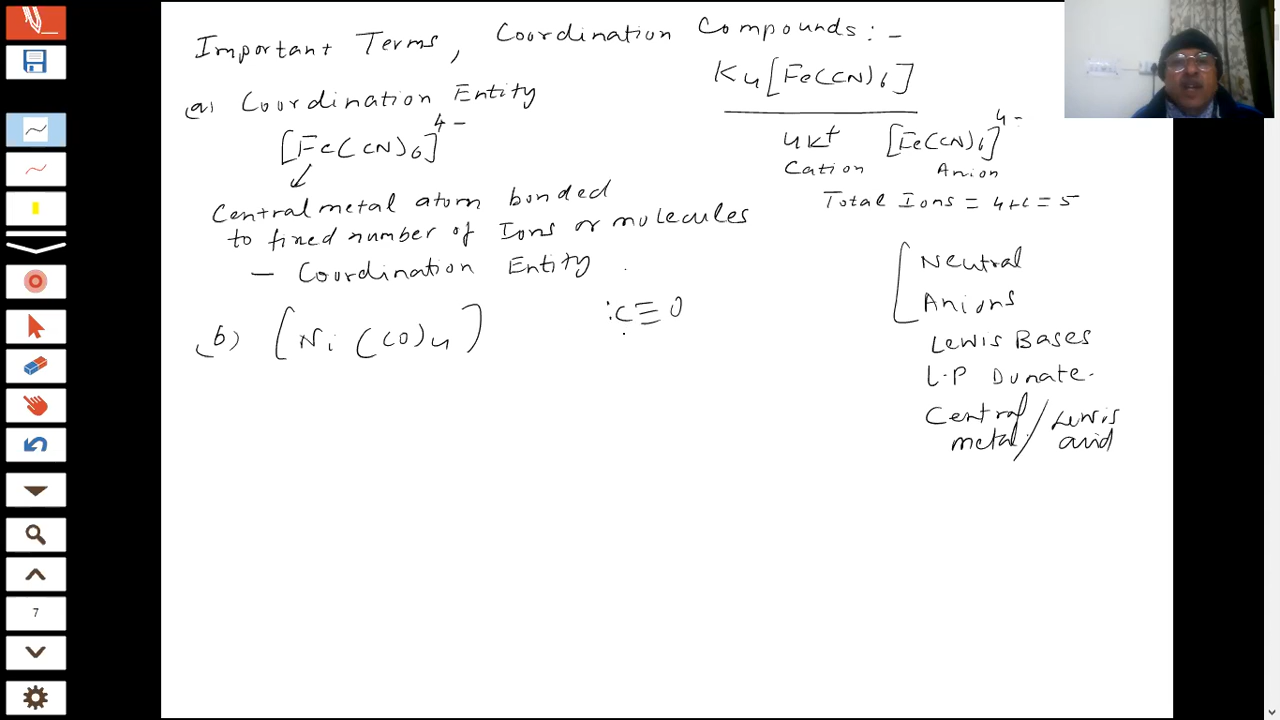 Important Terms, Coordination Compounds:-
(a) Coordination Entity
[Fe(CN)6]4-
Central metal atom bonded
to fixed number of Ions or molecules
- Coordination Entity
(b) [Ni (CO)4]
:C≡O
K4[Fe(CN)6]
4K+ [Fe(CN)6]4-
Cation Anion
Total Ions = 4+1 = 5
Neutral
Anions
Lewis Bases
L.P Donate.
Central / Lewis
metal / acid
7